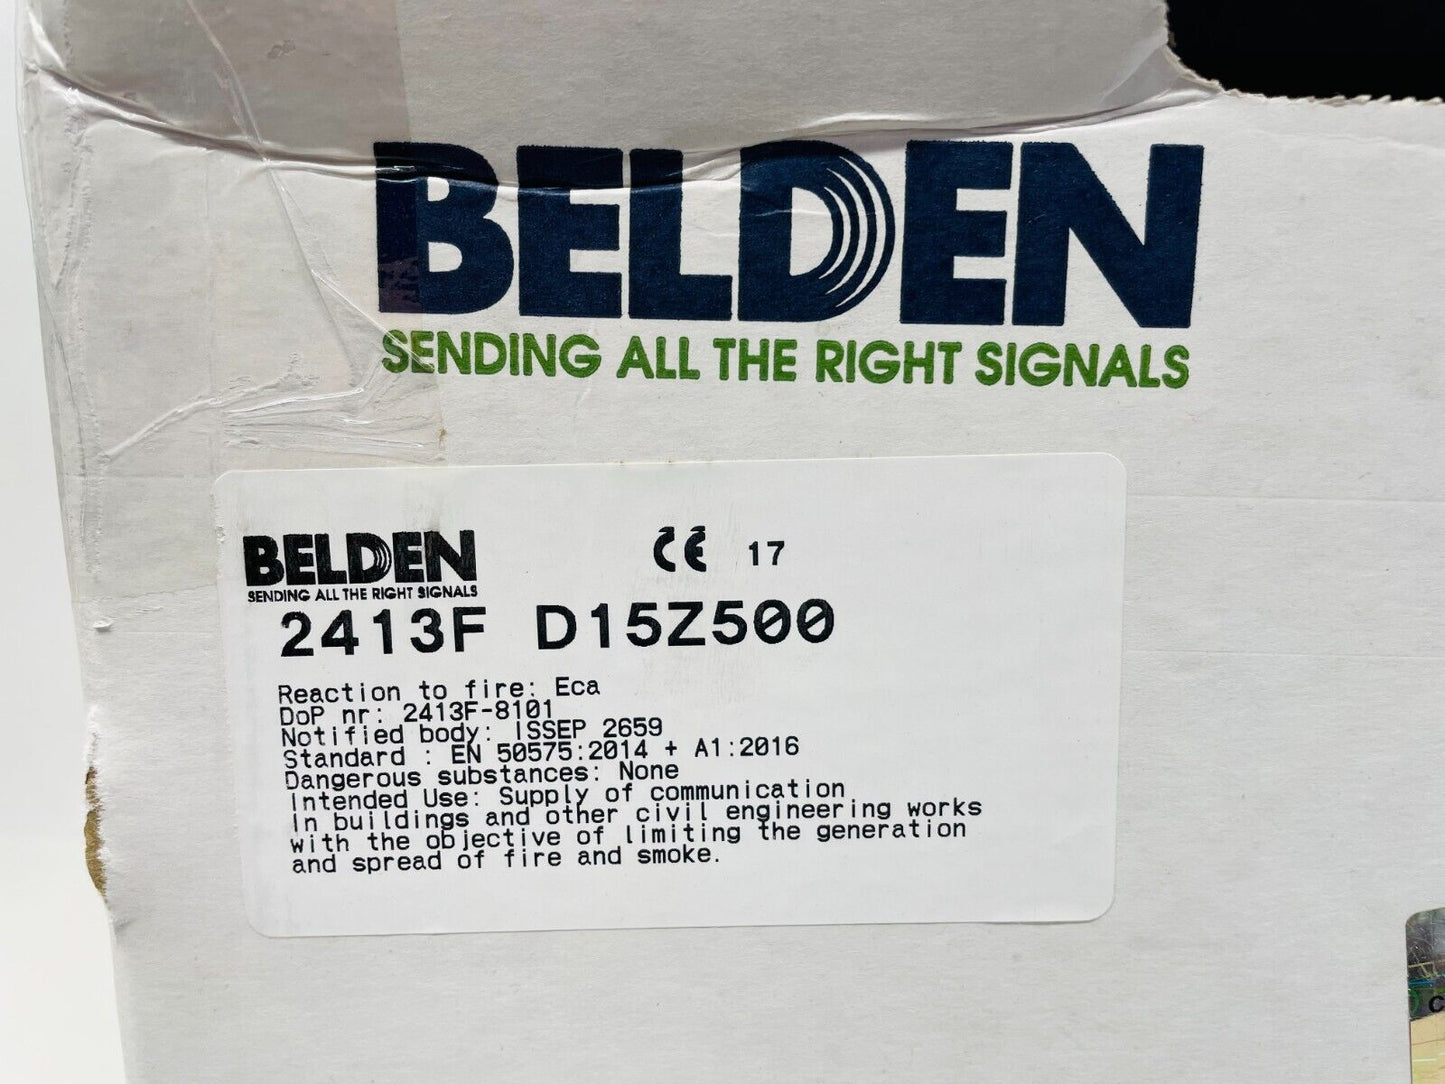 BELDEN
SENDING ALL THE RIGHT SIGNALS
BELDEN
SENDING ALL THE RIGHT SIGNALS
CE 17
2413F D15Z500
Reaction to fire: Eca
DoP nr: 2413F-8101
Notified body: ISSEP 2659
Standard : EN 50575:2014 + A1:2016
Dangerous substances: None
Intended Use: Supply of communication
In buildings and other civil engineering works
with the objective of limiting the generation
and spread of fire and smoke.